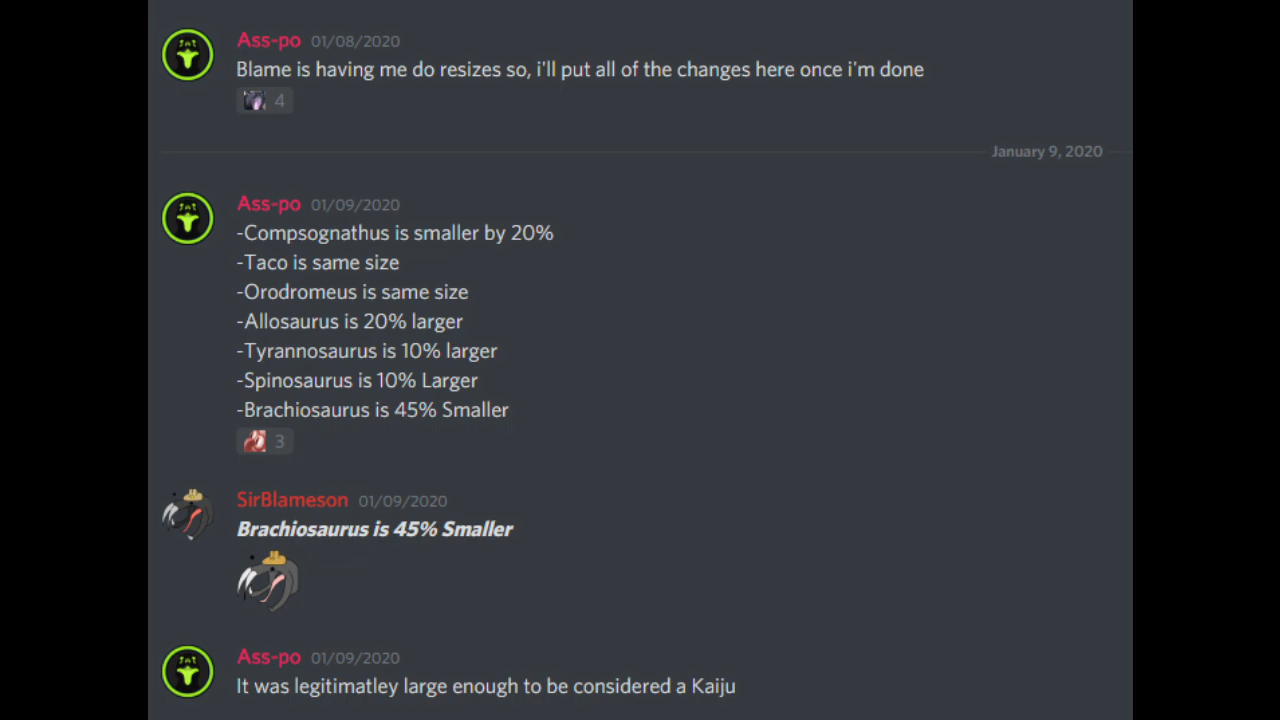 Ass-po 01/08/2020
Blame is having me do resizes so, i'll put all of the changes here once i'm done
4
January 9, 2020
Ass-po 01/09/2020
-Compsognathus is smaller by 20%
-Taco is same size
-Orodromeus is same size
-Allosaurus is 20% larger
-Tyrannosaurus is 10% larger
-Spinosaurus is 10% Larger
-Brachiosaurus is 45% Smaller
3
SirBlameson 01/09/2020
Brachiosaurus is 45% Smaller
Ass-po 01/09/2020
It was legitimatley large enough to be considered a Kaiju